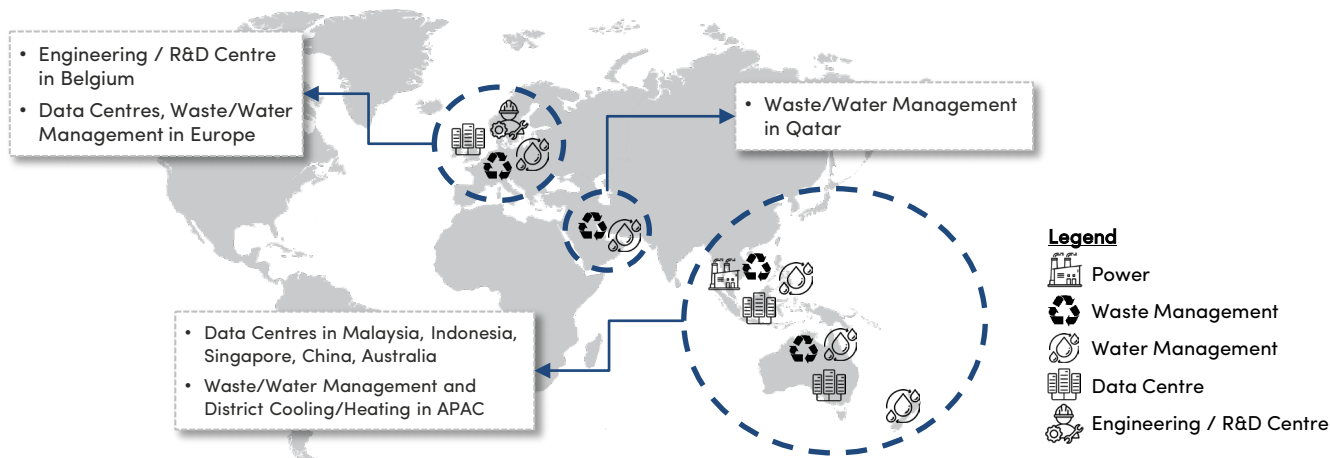 • Engineering / R&D Centre
in Belgium
• Data Centres, Waste/Water
Management in Europe
• Waste/Water Management
in Qatar
• Data Centres in Malaysia, Indonesia,
Singapore, China, Australia
• Waste/Water Management and
District Cooling/Heating in APAC
Legend
Power
Waste Management
Water Management
Data Centre
Engineering / R&D Centre